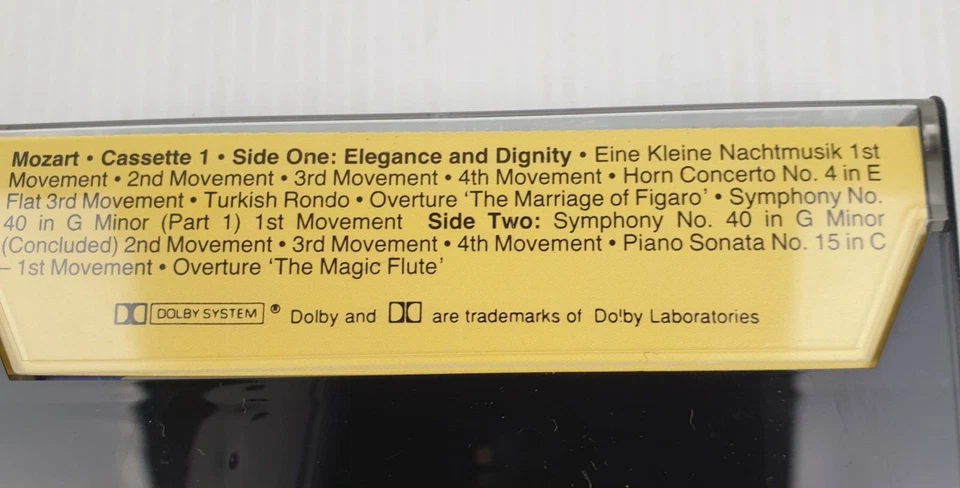 Mozart • Cassette 1 • Side One: Elegance and Dignity • Eine Kleine Nachtmusik 1st
Movement • 2nd Movement • 3rd Movement • 4th Movement • Horn Concerto No. 4 in E
Flat 3rd Movement • Turkish Rondo • Overture ‘The Marriage of Figaro’ • Symphony No.
40 in G Minor (Part 1) 1st Movement Side Two: Symphony No. 40 in G Minor
(Concluded) 2nd Movement • 3rd Movement • 4th Movement • Piano Sonata No. 15 in C
– 1st Movement • Overture ‘The Magic Flute’
DOLBY SYSTEM ® Dolby and are trademarks of Dolby Laboratories